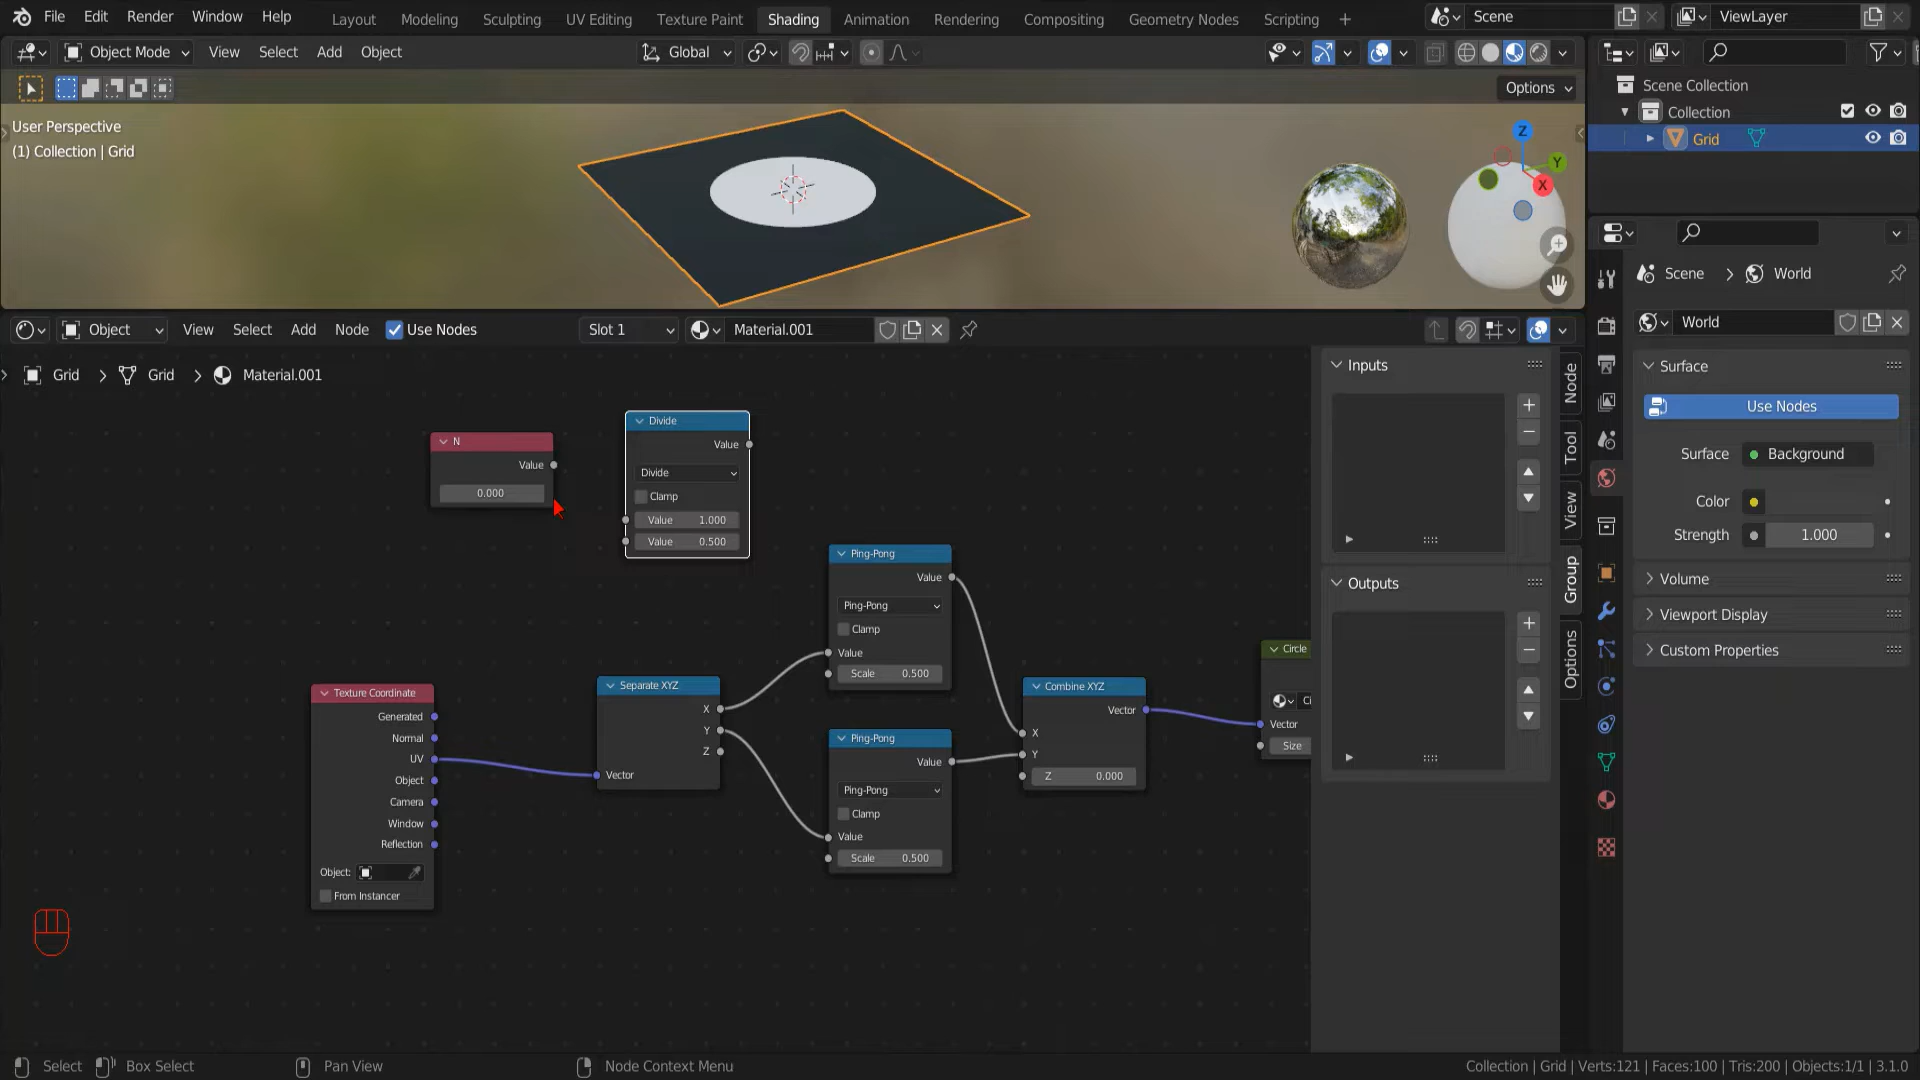 File Edit Render Window Help Layout Modeling Sculpting UV Editing Texture Paint Shading Animation Rendering Compositing Geometry Nodes Scripting + Scene ViewLayer
Object Mode View Select Add Object Global
Options
User Perspective
(1) Collection | Grid
Z
Y
X
Scene Collection
Collection
Grid
Scene > World
World
Surface
Use Nodes
Surface Background
Color
Strength 1.000
Volume
Viewport Display
Custom Properties
Object View Select Add Node Use Nodes Slot 1 Material.001
Grid > Grid > Material.001
N
Value
0.000
Divide
Value
Divide
Clamp
Value 1.000
Value 0.500
Ping-Pong
Value
Ping-Pong
Clamp
Value
Scale 0.500
Texture Coordinate
Generated
Normal
UV
Object
Camera
Window
Reflection
Object:
From Instancer
Separate XYZ
X
Y
Z
Vector
Ping-Pong
Value
Ping-Pong
Clamp
Value
Scale 0.500
Combine XYZ
Vector
X
Y
Z 0.000
Circle
Ci
Vector
Size
Inputs
Outputs
Node
Tool
View
Group
Options
Select Box Select Pan View Node Context Menu Collection | Grid | Verts:121 | Faces:100 | Tris:200 | Objects:1/1 | 3.1.0